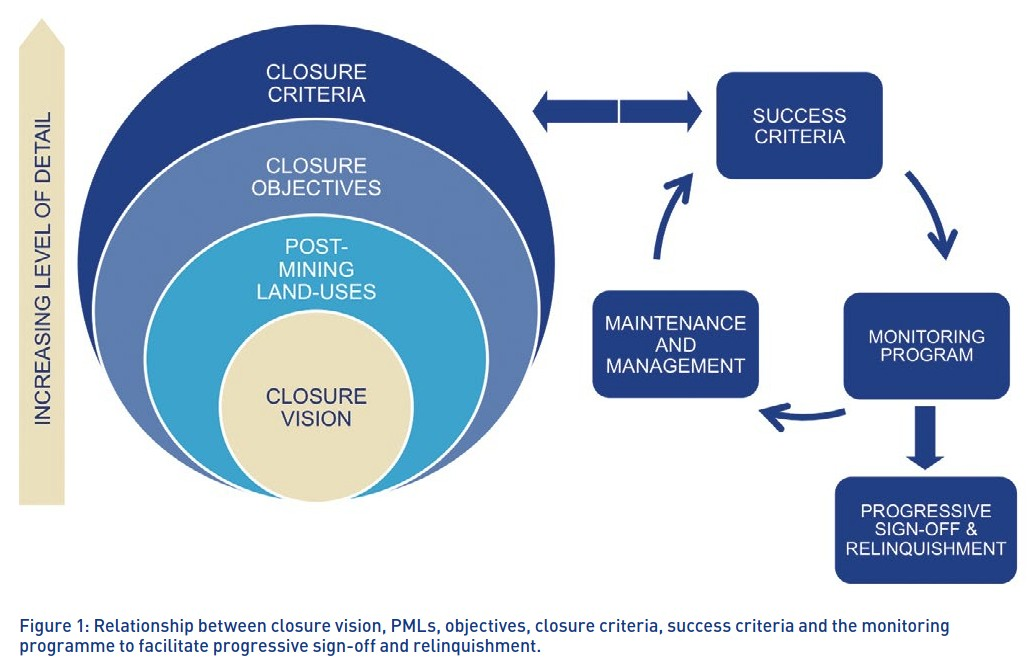 INCREASING LEVEL OF DETAIL
CLOSURE
CRITERIA
CLOSURE
OBJECTIVES
POST-
MINING
LAND-USES
CLOSURE
VISION
SUCCESS
CRITERIA
MONITORING
PROGRAM
MAINTENANCE
AND
MANAGEMENT
PROGRESSIVE
SIGN-OFF &
RELINQUISHMENT
Figure 1: Relationship between closure vision, PMLs, objectives, closure criteria, success criteria and the monitoring
programme to facilitate progressive sign-off and relinquishment.